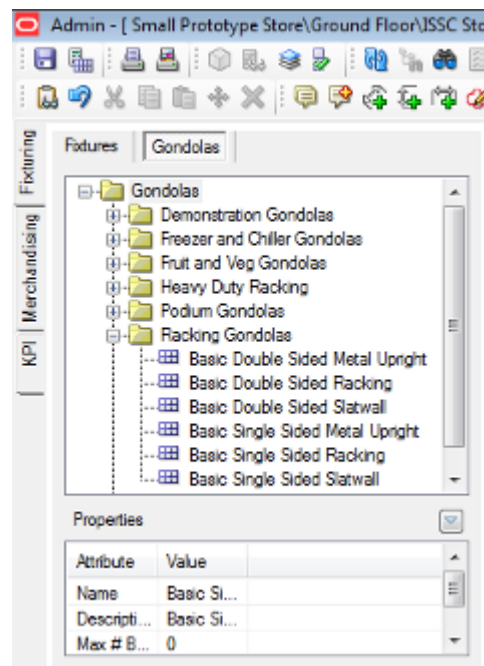 Admin - [ Small Prototype Store\Ground Floor\ISSC Sto
Fixturing
Merchandising
KPI
Fixtures Gondolas
Gondolas
Demonstration Gondolas
Freezer and Chiller Gondolas
Fruit and Veg Gondolas
Heavy Duty Racking
Podium Gondolas
Racking Gondolas
Basic Double Sided Metal Upright
Basic Double Sided Racking
Basic Double Sided Slatwall
Basic Single Sided Metal Upright
Basic Single Sided Racking
Basic Single Sided Slatwall
Properties
Attribute Value
Name Basic Si...
Descripti... Basic Si...
Max # B... 0